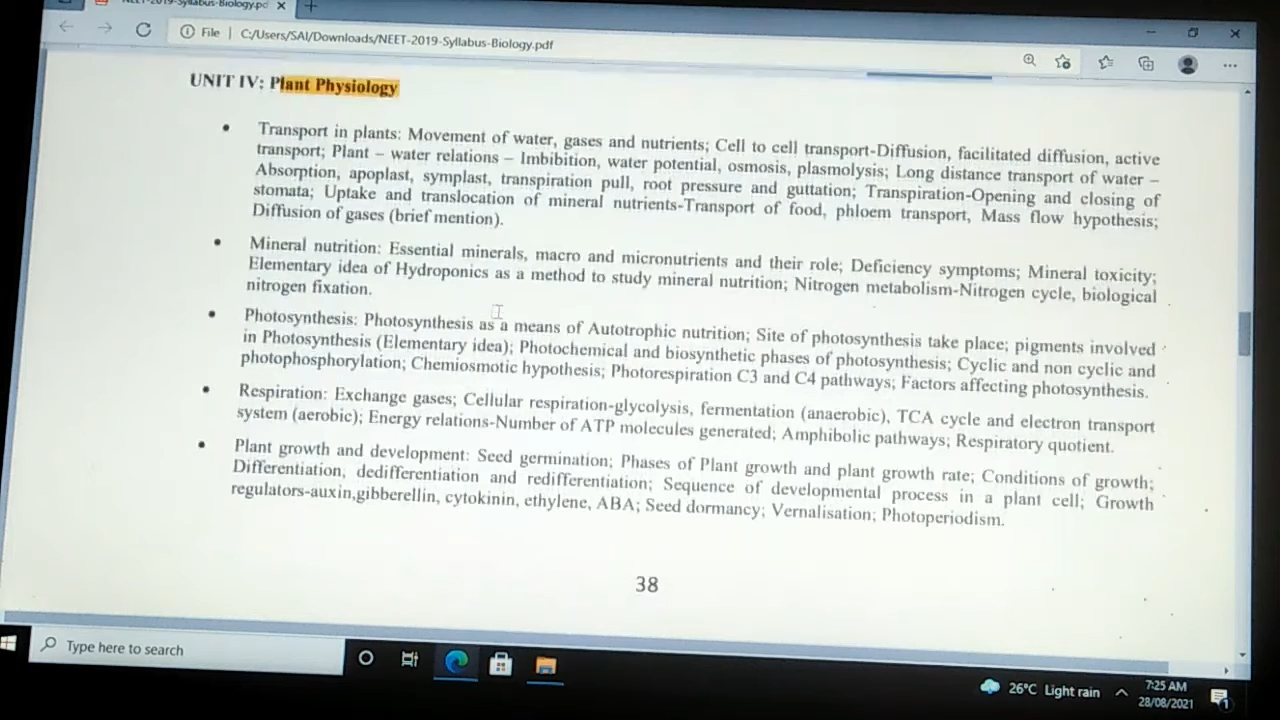 NEET-2019-Syllabus-Biology.pd
File | C:/Users/SAI/Downloads/NEET-2019-Syllabus-Biology.pdf
UNIT IV: Plant Physiology
• Transport in plants: Movement of water, gases and nutrients; Cell to cell transport-Diffusion, facilitated diffusion, active
transport; Plant – water relations – Imbibition, water potential, osmosis, plasmolysis; Long distance transport of water –
Absorption, apoplast, symplast, transpiration pull, root pressure and guttation; Transpiration-Opening and closing of
stomata; Uptake and translocation of mineral nutrients-Transport of food, phloem transport, Mass flow hypothesis;
Diffusion of gases (brief mention).
• Mineral nutrition: Essential minerals, macro and micronutrients and their role; Deficiency symptoms; Mineral toxicity;
Elementary idea of Hydroponics as a method to study mineral nutrition; Nitrogen metabolism-Nitrogen cycle, biological
nitrogen fixation.
• Photosynthesis: Photosynthesis as a means of Autotrophic nutrition; Site of photosynthesis take place; pigments involved
in Photosynthesis (Elementary idea); Photochemical and biosynthetic phases of photosynthesis; Cyclic and non cyclic and
photophosphorylation; Chemiosmotic hypothesis; Photorespiration C3 and C4 pathways; Factors affecting photosynthesis.
• Respiration: Exchange gases; Cellular respiration-glycolysis, fermentation (anaerobic), TCA cycle and electron transport
system (aerobic); Energy relations-Number of ATP molecules generated; Amphibolic pathways; Respiratory quotient.
• Plant growth and development: Seed germination; Phases of Plant growth and plant growth rate; Conditions of growth;
Differentiation, dedifferentiation and redifferentiation; Sequence of developmental process in a plant cell; Growth
regulators-auxin,gibberellin, cytokinin, ethylene, ABA; Seed dormancy; Vernalisation; Photoperiodism.
38
Type here to search
26°C Light rain
7:25 AM
28/08/2021
1